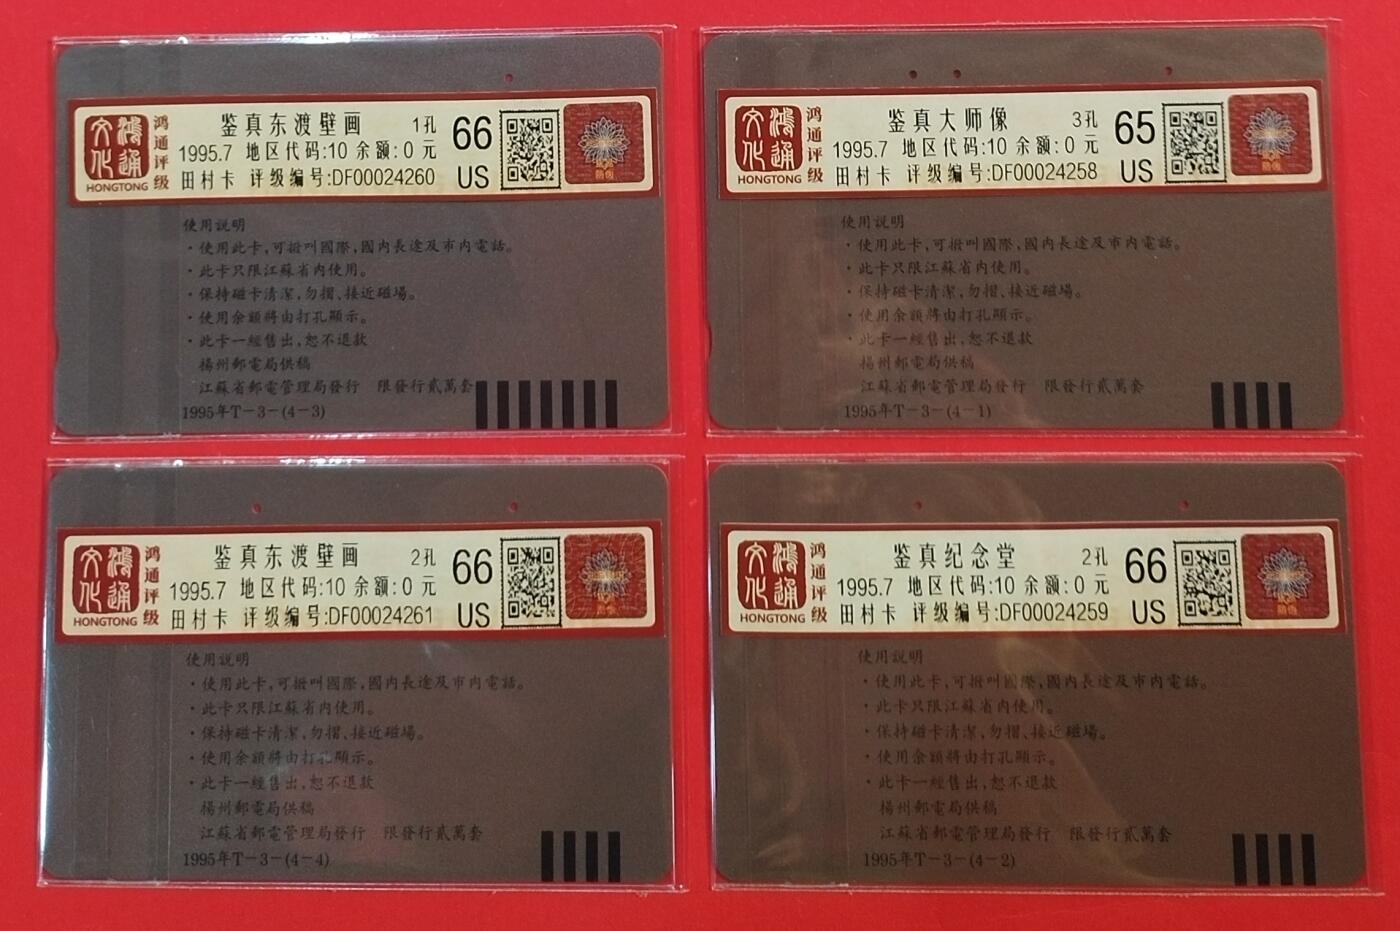 鸿通文化
HONGTONG
鸿通评级
鉴真东渡壁画 1孔
1995.7 地区代码:10 余额:0 元
田村卡 评级编号:DF00024260
66
US
使用説明
·使用此卡,可撥叫國際,國内長途及市内電話。
·此卡只限江蘇省内使用。
·保持磁卡清潔,勿摺、接近磁場。
·使用余額將由打孔顯示。
·此卡一經售出,恕不退款
揚州郵電局供稿
江蘇省郵電管理局發行 限發行貳萬套
1995年T-3-(4-3)
鸿通文化
HONGTONG
鸿通评级
鉴真大师像 3孔
1995.7 地区代码:10 余额:0 元
田村卡 评级编号:DF00024258
65
US
使用説明
·使用此卡,可撥叫國際,國内長途及市内電話。
·此卡只限江蘇省内使用。
·保持磁卡清潔,勿摺、接近磁場。
·使用余額將由打孔顯示。
·此卡一經售出,恕不退款
揚州郵電局供稿
江蘇省郵電管理局發行 限發行貳萬套
1995年T-3-(4-1)
鸿通文化
HONGTONG
鸿通评级
鉴真东渡壁画 2孔
1995.7 地区代码:10 余额:0 元
田村卡 评级编号:DF00024261
66
US
使用説明
·使用此卡,可撥叫國際,國内長途及市内電話。
·此卡只限江蘇省内使用。
·保持磁卡清潔,勿摺、接近磁場。
·使用余額將由打孔顯示。
·此卡一經售出,恕不退款
揚州郵電局供稿
江蘇省郵電管理局發行 限發行貳萬套
1995年T-3-(4-4)
鸿通文化
HONGTONG
鸿通评级
鉴真纪念堂 2孔
1995.7 地区代码:10 余额:0 元
田村卡 评级编号:DF00024259
66
US
使用説明
·使用此卡,可撥叫國際,國内長途及市内電話。
·此卡只限江蘇省内使用。
·保持磁卡清潔,勿摺、接近磁場。
·使用余額將由打孔顯示。
·此卡一經售出,恕不退款
揚州郵電局供稿
江蘇省郵電管理局發行 限發行貳萬套
1995年T-3-(4-2)